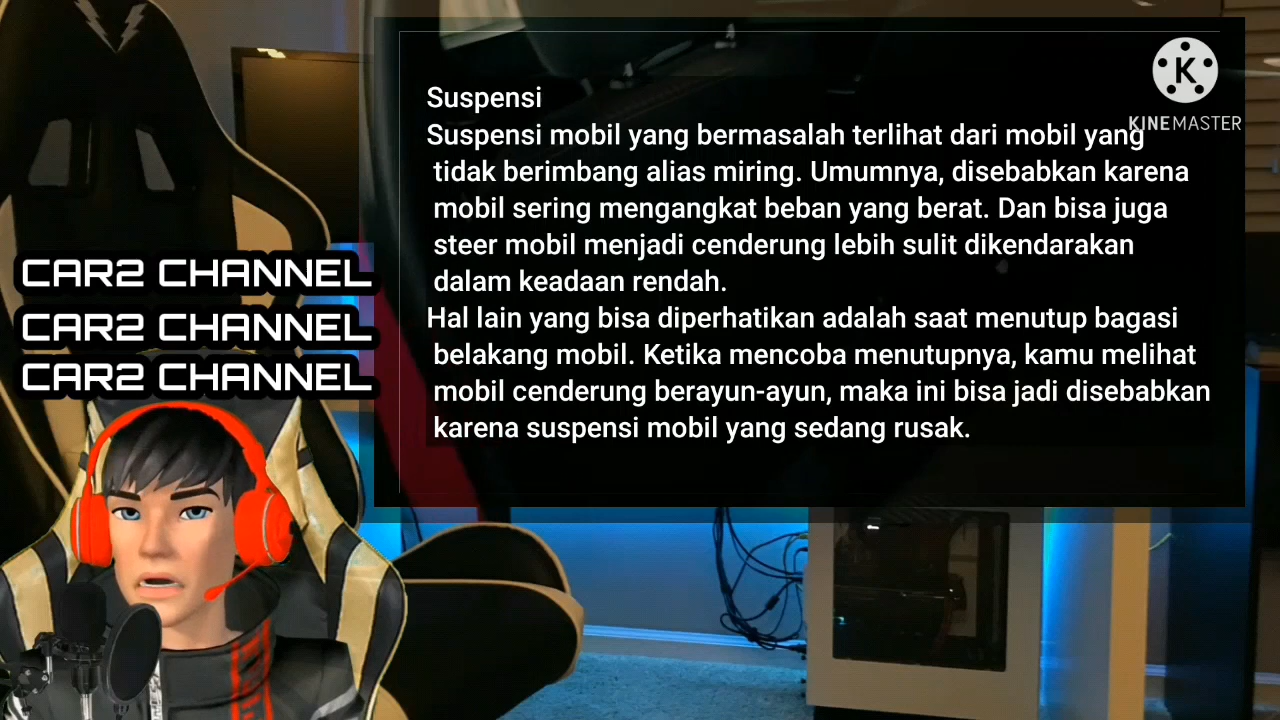 Suspensi
Suspensi mobil yang bermasalah terlihat dari mobil yang
tidak berimbang alias miring. Umumnya, disebabkan karena
mobil sering mengangkat beban yang berat. Dan bisa juga
steer mobil menjadi cenderung lebih sulit dikendarakan
dalam keadaan rendah.
Hal lain yang bisa diperhatikan adalah saat menutup bagasi
belakang mobil. Ketika mencoba menutupnya, kamu melihat
mobil cenderung berayun-ayun, maka ini bisa jadi disebabkan
karena suspensi mobil yang sedang rusak.
K
KINEMASTER
CAR2 CHANNEL
CAR2 CHANNEL
CAR2 CHANNEL